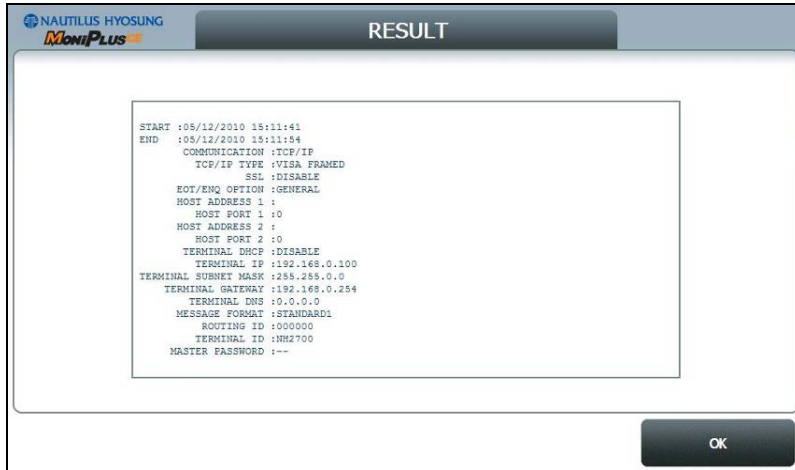 NAUTILUS HYOSUNG
MONIPLUS CE
RESULT
START :05/12/2010 15:11:41
END :05/12/2010 15:11:54
COMMUNICATION :TCP/IP
TCP/IP TYPE :VISA FRAMED
SSL :DISABLE
EOT/ENQ OPTION :GENERAL
HOST ADDRESS 1 :
HOST PORT 1 :0
HOST ADDRESS 2 :
HOST PORT 2 :0
TERMINAL DHCP :DISABLE
TERMINAL IP :192.168.0.100
TERMINAL SUBNET MASK :255.255.0.0
TERMINAL GATEWAY :192.168.0.254
TERMINAL DNS :0.0.0.0
MESSAGE FORMAT :STANDARD1
ROUTING ID :000000
TERMINAL ID :NH2700
MASTER PASSWORD :--
OK